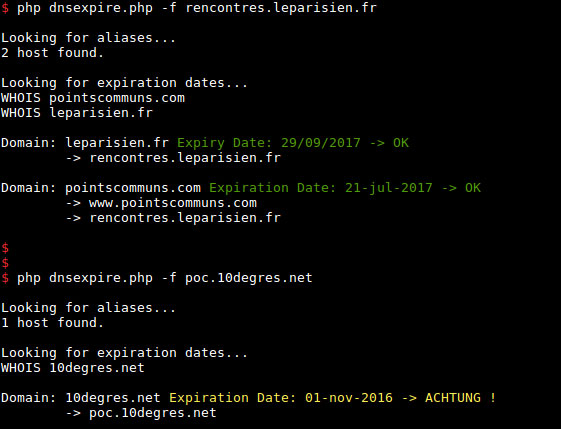 $ php dnsexpire.php -f rencontres.leparisien.fr
Looking for aliases...
2 host found.
Looking for expiration dates...
WHOIS pointscommuns.com
WHOIS leparisien.fr
Domain: leparisien.fr Expiry Date: 29/09/2017 -> OK
-> rencontres.leparisien.fr
Domain: pointscommuns.com Expiration Date: 21-jul-2017 -> OK
-> www.pointscommuns.com
-> rencontres.leparisien.fr
$
$
$ php dnsexpire.php -f poc.10degres.net
Looking for aliases...
1 host found.
Looking for expiration dates...
WHOIS 10degres.net
Domain: 10degres.net Expiration Date: 01-nov-2016 -> ACHTUNG !
-> poc.10degres.net